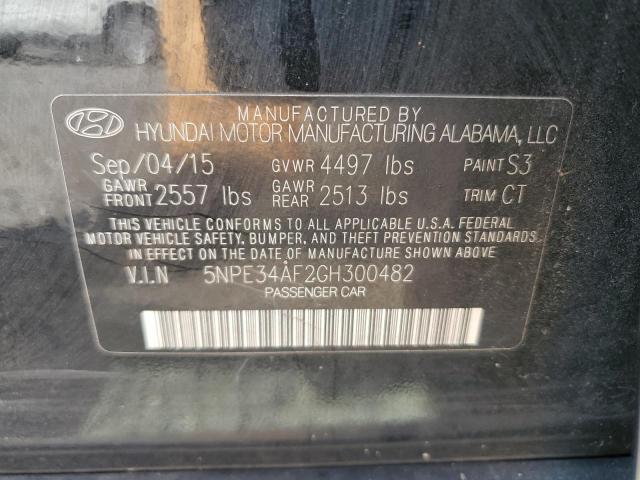 MANUFACTURED BY
HYUNDAI MOTOR MANUFACTURING ALABAMA, LLC
Sep/04/15 GVWR 4497 lbs PAINT S3
GAWR FRONT 2557 lbs GAWR REAR 2513 lbs TRIM CT
THIS VEHICLE CONFORMS TO ALL APPLICABLE U.S.A. FEDERAL
MOTOR VEHICLE SAFETY, BUMPER, AND THEFT PREVENTION STANDARDS
IN EFFECT ON THE DATE OF MANUFACTURE SHOWN ABOVE.
V.I.N 5NPE34AF2GH300482
PASSENGER CAR